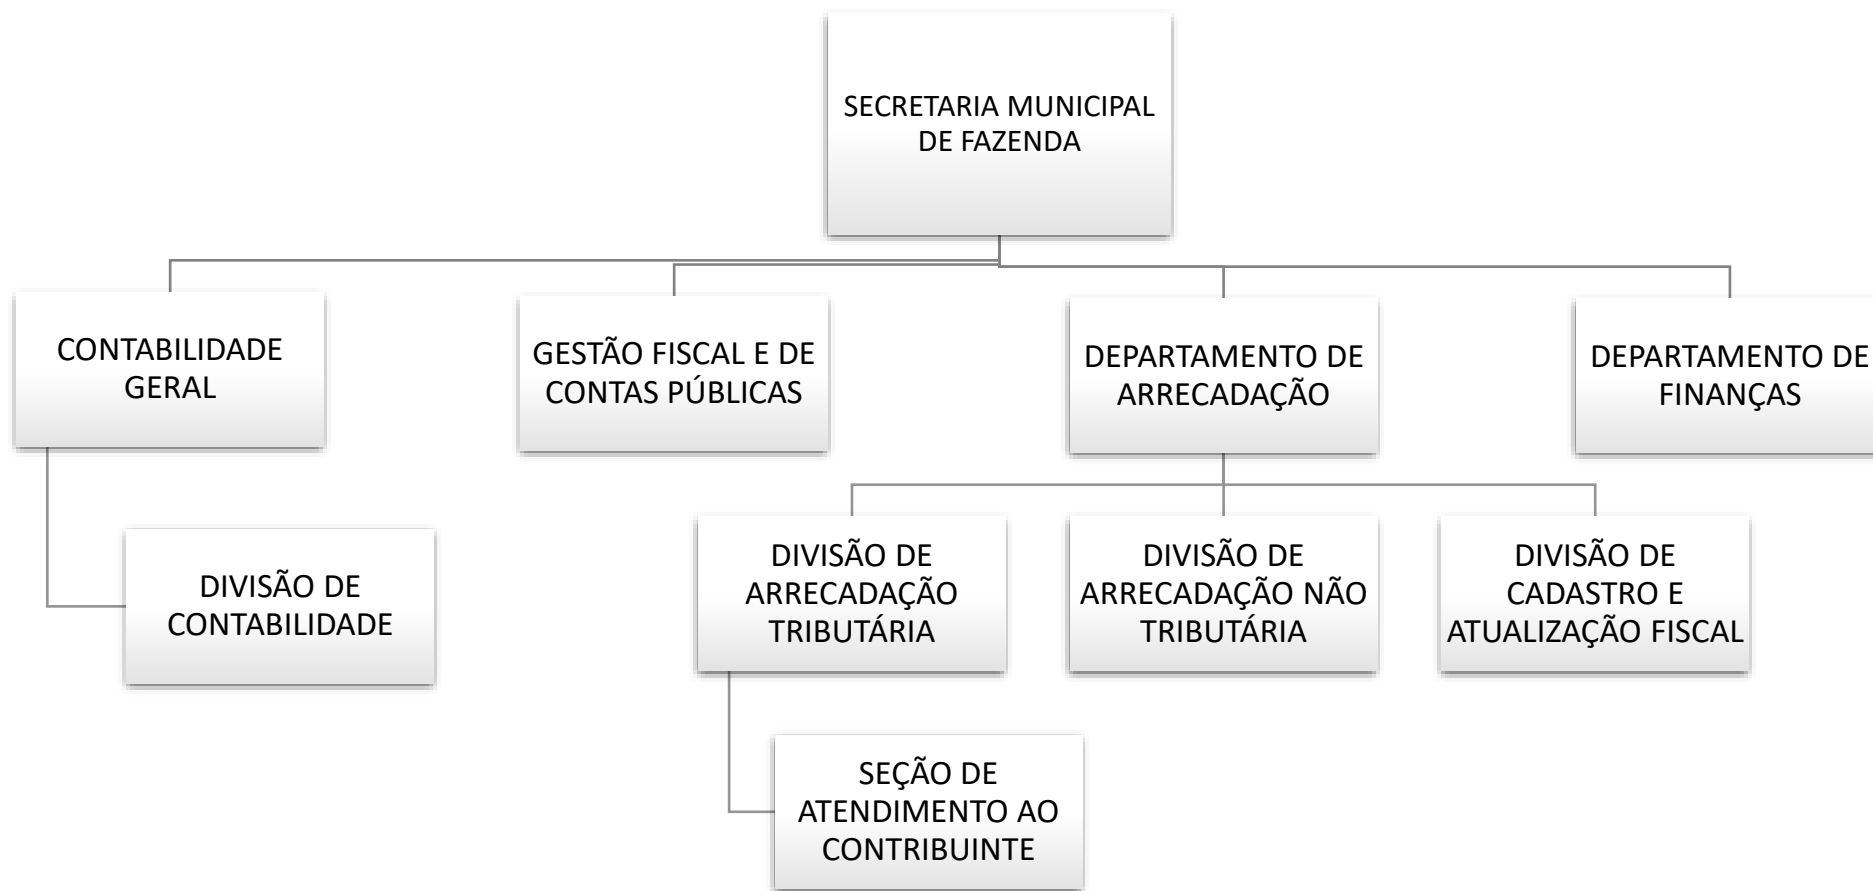 SECRETARIA MUNICIPAL
DE FAZENDA
CONTABILIDADE
GERAL
GESTÃO FISCAL E DE
CONTAS PÚBLICAS
DEPARTAMENTO DE
ARRECADAÇÃO
DEPARTAMENTO DE
FINANÇAS
DIVISÃO DE
CONTABILIDADE
DIVISÃO DE
ARRECADAÇÃO
TRIBUTÁRIA
DIVISÃO DE
ARRECADAÇÃO NÃO
TRIBUTÁRIA
DIVISÃO DE
CADASTRO E
ATUALIZAÇÃO FISCAL
SEÇÃO DE
ATENDIMENTO AO
CONTRIBUINTE